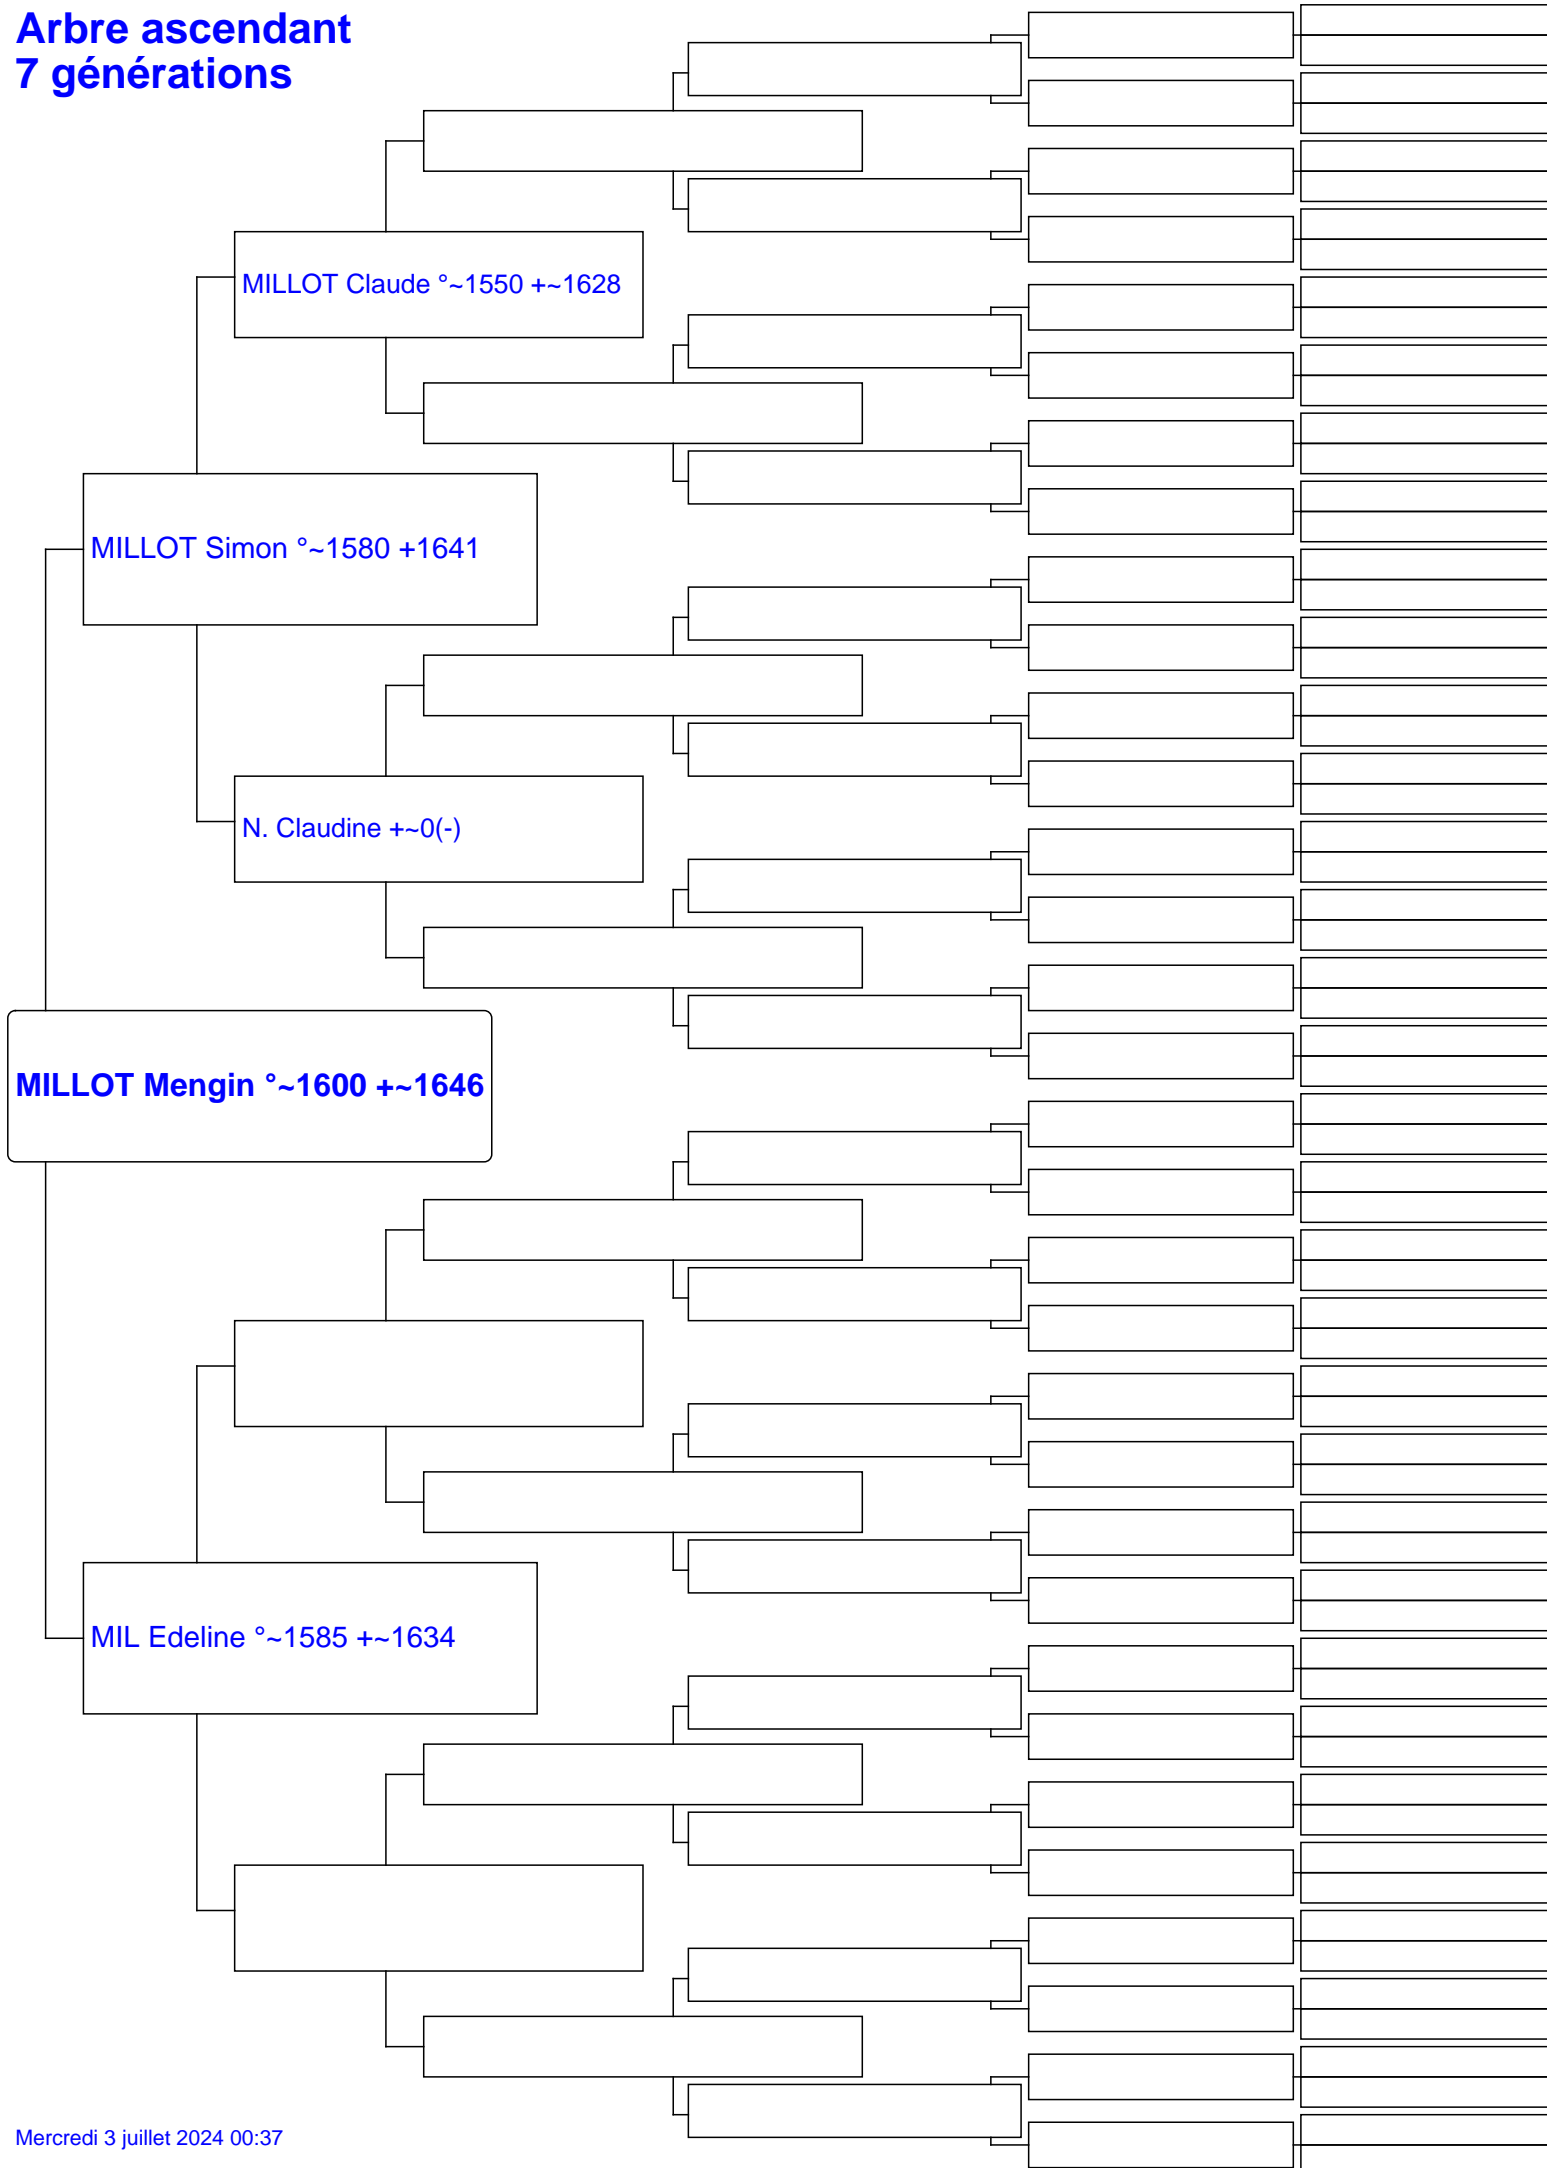 Arbre ascendant
7 générations
MILLOT Claude °~1550 +~1628
MILLOT Simon °~1580 +1641
N. Claudine +~0(-)
MILLOT Mengin °~1600 +~1646
MIL Edeline °~1585 +~1634
Mercredi 3 juillet 2024 00:37